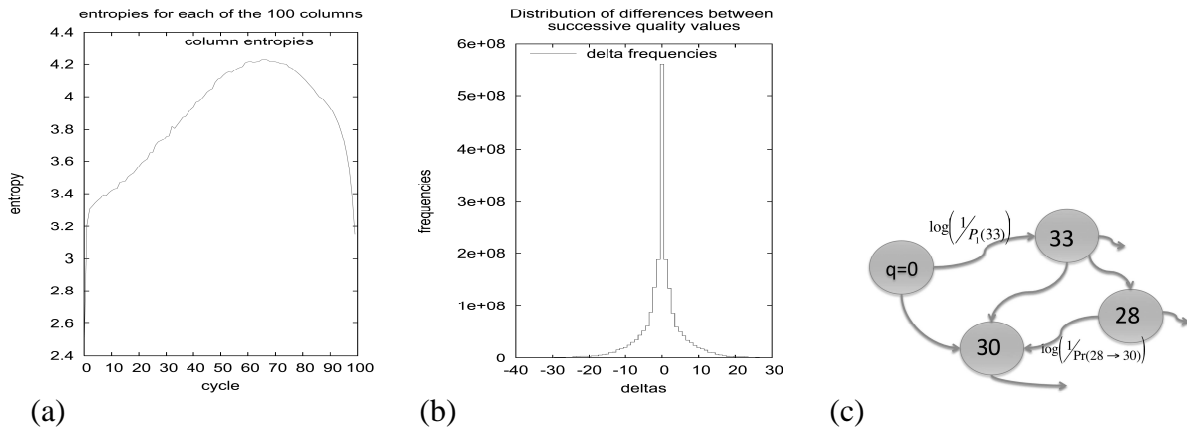 entropies for each of the 100 columns
column entropies
4.4
4.2
4
3.8
3.6
3.4
3.2
3
2.8
2.6
2.4
entropy
0 10 20 30 40 50 60 70 80 90 100
cycle
(a)
Distribution of differences between
successive quality values
delta frequencies
6e+08
5e+08
4e+08
3e+08
2e+08
1e+08
0
frequencies
-40 -30 -20 -10 0 10 20 30
deltas
(b)
log(1/P₁(33))
33
q=0
28
30
log(1/Pr(28 → 30))
(c)